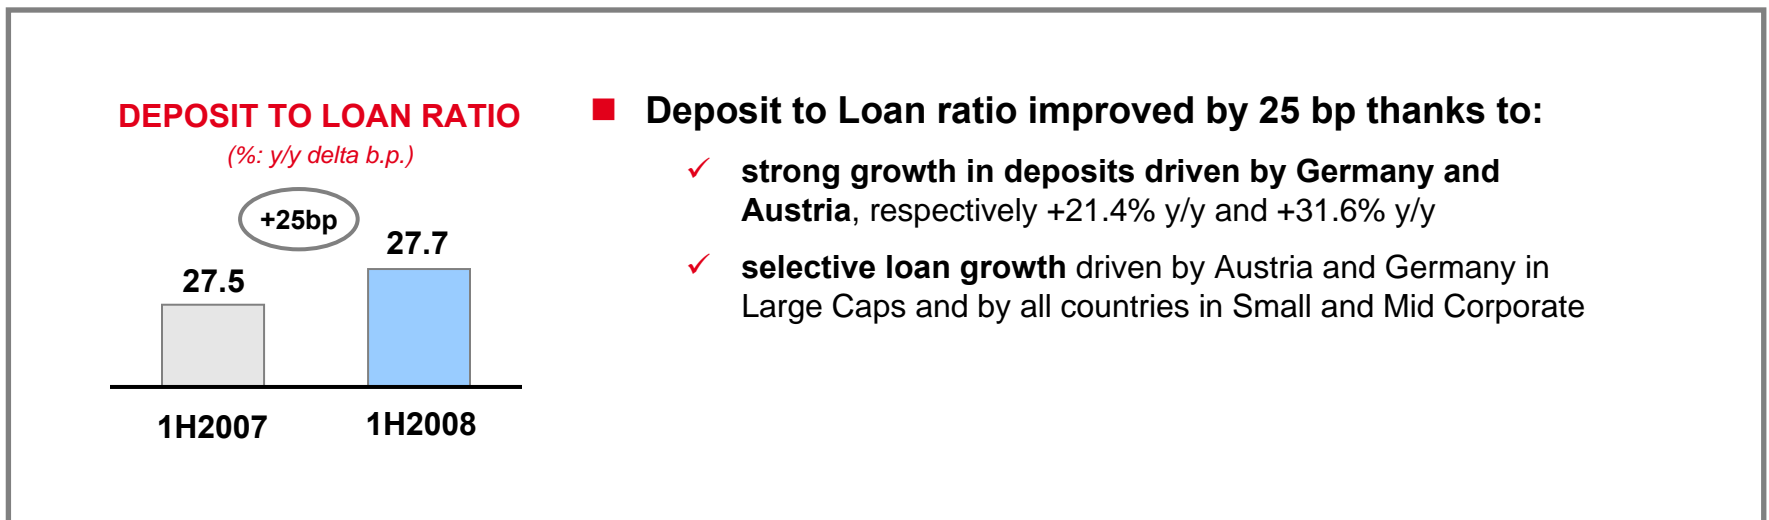 DEPOSIT TO LOAN RATIO
(%: y/y delta b.p.)
+25bp
27.5
27.7
1H2007
1H2008
Deposit to Loan ratio improved by 25 bp thanks to:
strong growth in deposits driven by Germany and
Austria, respectively +21.4% y/y and +31.6% y/y
selective loan growth driven by Austria and Germany in
Large Caps and by all countries in Small and Mid Corporate